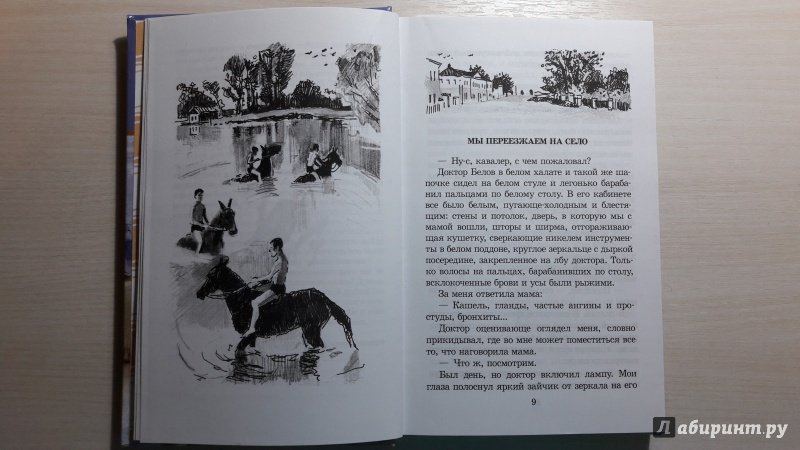 МЫ ПЕРЕЕЗЖАЕМ НА СЕЛО
— Ну-с, кавалер, с чем пожаловал?
Доктор Белов в белом халате и такой же ша-
почке сидел на белом стуле и легонько бараба-
нил пальцами по белому столу. В его кабинете
все было белым, пугающе-холодным и блестя-
щим: стены и потолок, дверь, в которую мы с
мамой вошли, шторы и ширма, отгораживаю-
щая кушетку, сверкающие никелем инструмен-
ты в белом поддоне, круглое зеркальце с дыркой
посередине, закрепленное на лбу доктора. Толь-
ко волосы на пальцах, барабанивших по столу,
всклокоченные брови и усы были рыжими.
За меня ответила мама:
— Кашель, гланды, частые ангины и про-
студы, бронхиты...
Доктор оценивающе оглядел меня, словно
прикидывал, где во мне может поместиться все
то, что наговорила мама.
— Что ж, посмотрим.
Был день, но доктор включил лампу. Мои
глаза полоснул яркий зайчик от зеркала на его
9
Лабиринт.ру